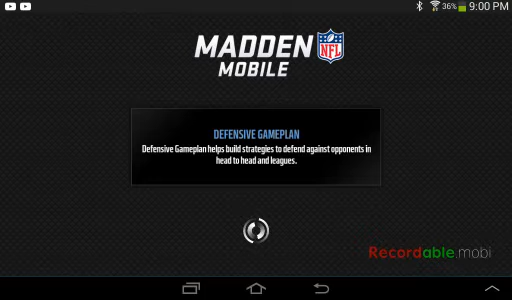 36% 9:00 PM
MADDEN NFL
MOBILE
DEFENSIVE GAMEPLAN
Defensive Gameplan helps build strategies to defend against opponents in
head to head and leagues.
Recordable.mobi